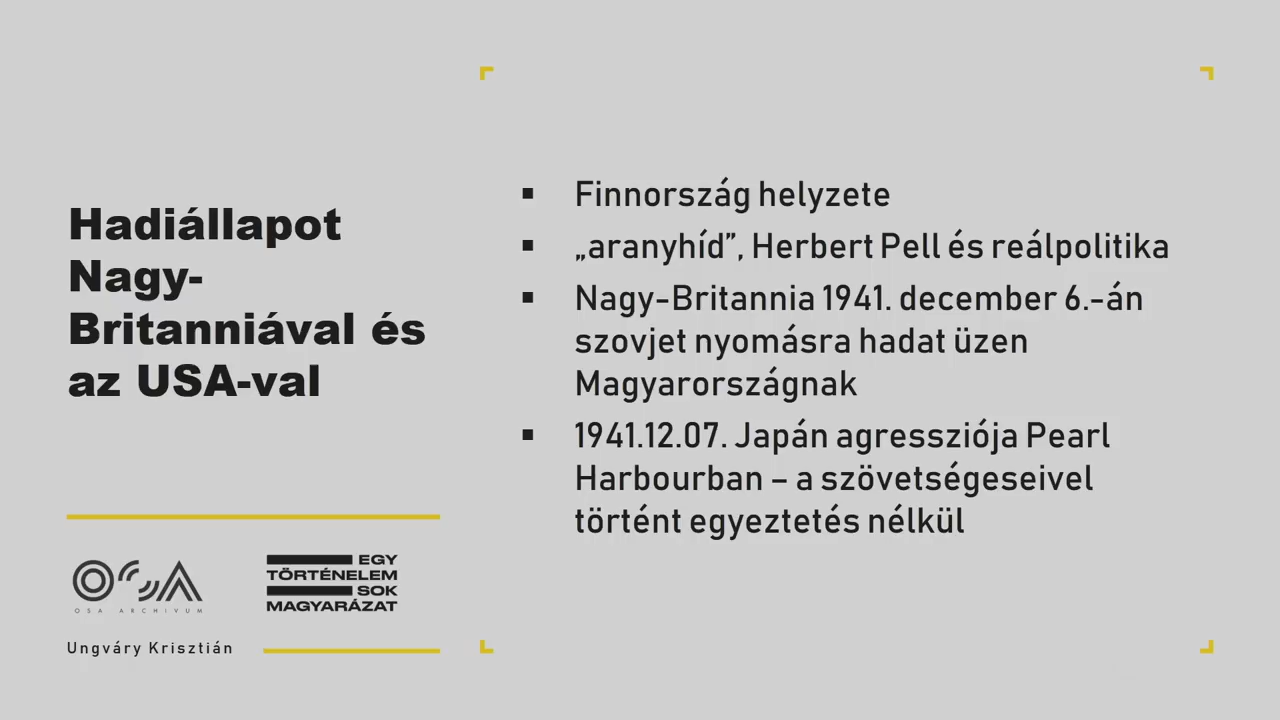 Hadiállapot
Nagy-
Britanniával és
az USA-val
OSA ARCHIVUM
EGY
TÖRTÉNELEM
SOK
MAGYARÁZAT
Ungváry Krisztián
▪ Finnország helyzete
▪ „aranyhíd”, Herbert Pell és reálpolitika
▪ Nagy-Britannia 1941. december 6.-án
szovjet nyomásra hadat üzen
Magyarországnak
▪ 1941.12.07. Japán agressziója Pearl
Harbourban – a szövetségeseivel
történt egyeztetés nélkül